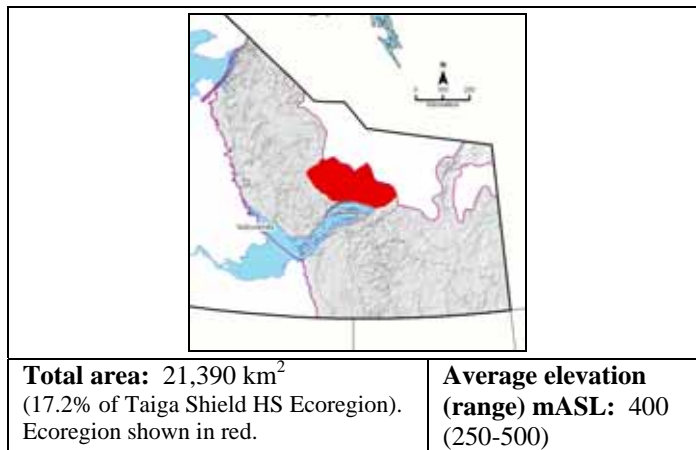 N
Yellowknife
Total area: 21,390 km²
(17.2% of Taiga Shield HS Ecoregion).
Ecoregion shown in red.
Average elevation
(range) mASL: 400
(250-500)